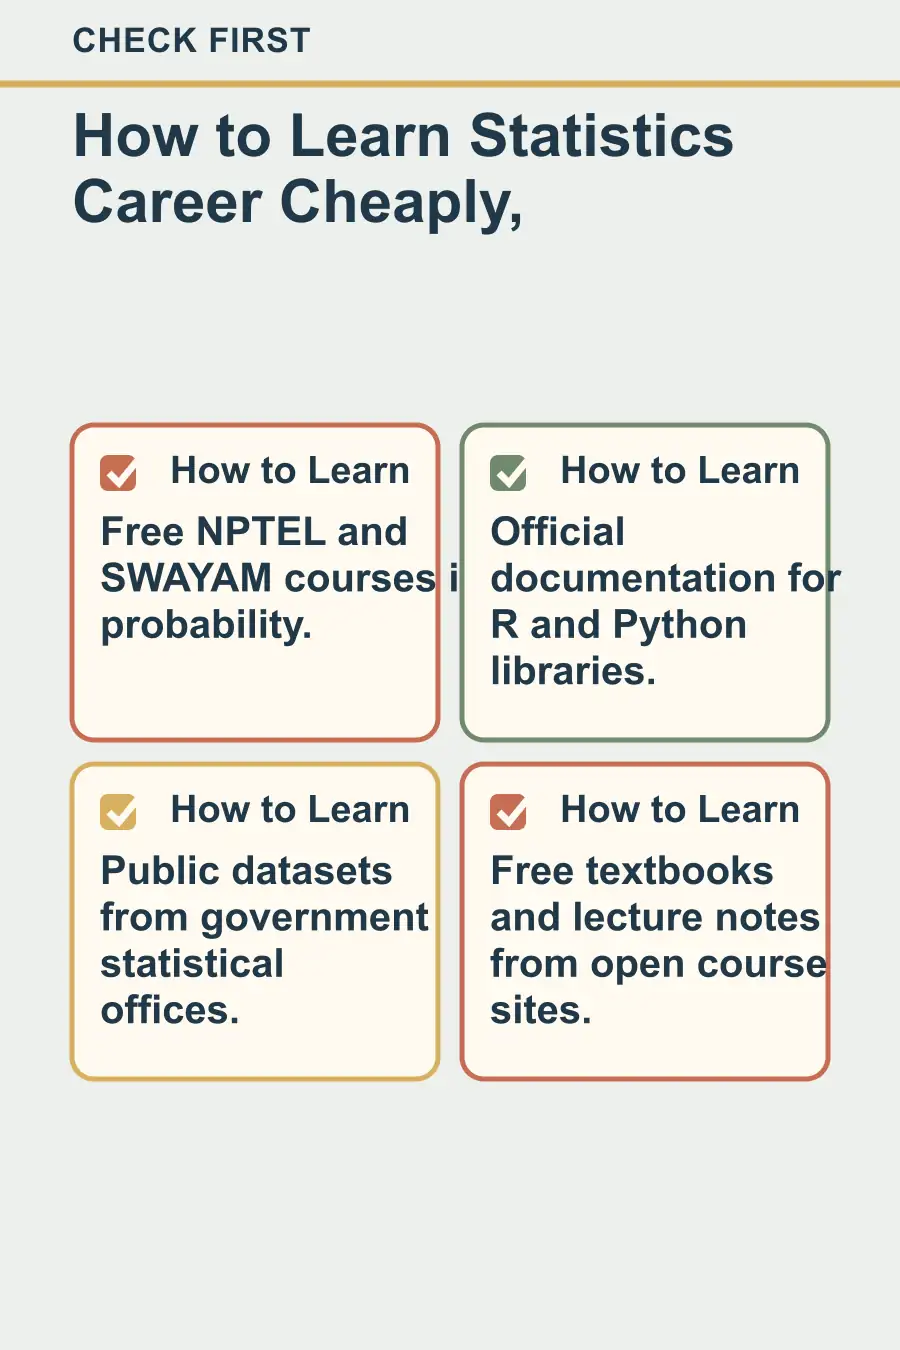 CHECK FIRST
How to Learn Statistics
Career Cheaply,
How to Learn
Free NPTEL and
SWAYAM courses i
probability.
How to Learn
Official
documentation for
R and Python
libraries.
How to Learn
Public datasets
from government
statistical
offices.
How to Learn
Free textbooks
and lecture notes
from open course
sites.